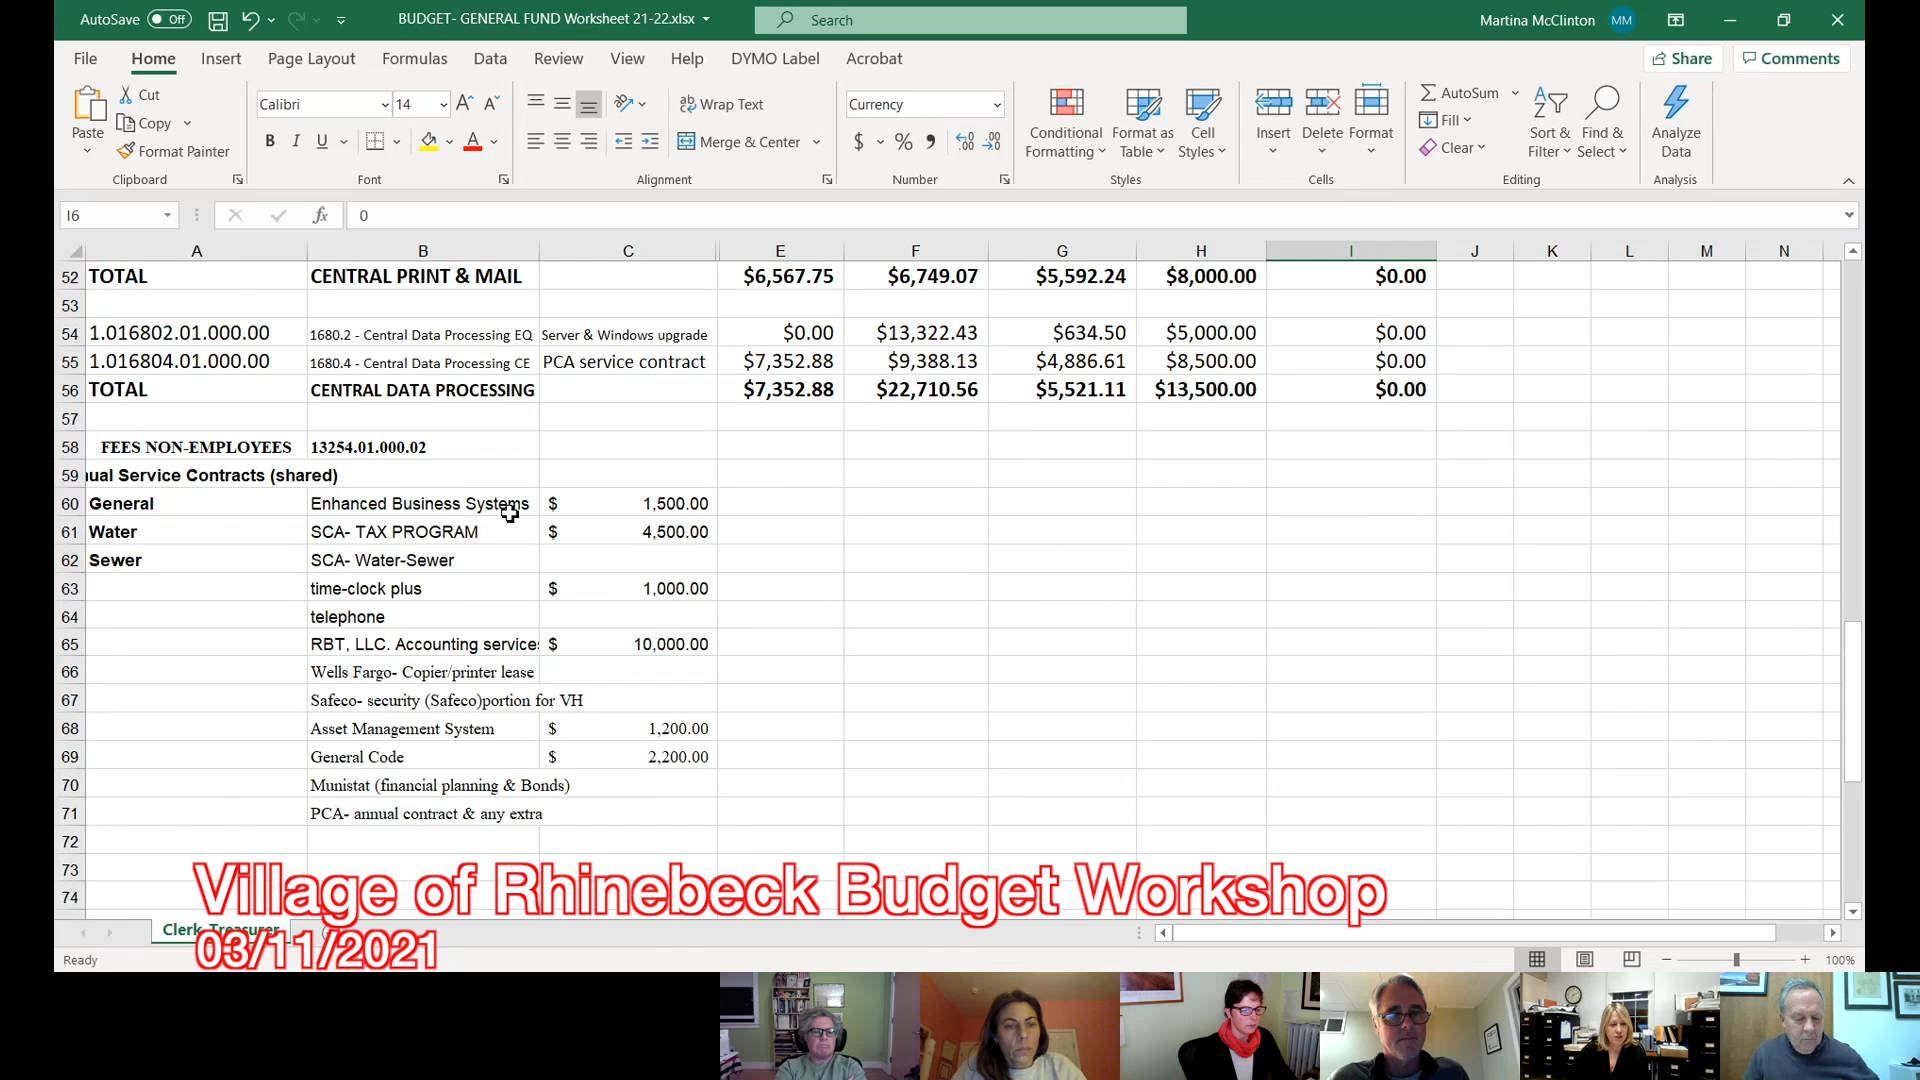 AutoSave Off BUDGET- GENERAL FUND Worksheet 21-22.xlsx Search Martina McClinton MM
File Home Insert Page Layout Formulas Data Review View Help DYMO Label Acrobat Share Comments
Paste Cut Copy Format Painter Clipboard
Calibri 14 B I U Font
Wrap Text Merge & Center Alignment
Currency $ % Number
Conditional Formatting Format as Table Cell Styles Styles
Insert Delete Format Cells
AutoSum Fill Clear Sort & Filter Find & Select Editing
Analyze Data Analysis
I6 fx 0
A B C E F G H I J K L M N
52 TOTAL CENTRAL PRINT & MAIL $6,567.75 $6,749.07 $5,592.24 $8,000.00 $0.00
53
54 1.016802.01.000.00 1680.2 - Central Data Processing EQ Server & Windows upgrade $0.00 $13,322.43 $634.50 $5,000.00 $0.00
55 1.016804.01.000.00 1680.4 - Central Data Processing CE PCA service contract $7,352.88 $9,388.13 $4,886.61 $8,500.00 $0.00
56 TOTAL CENTRAL DATA PROCESSING $7,352.88 $22,710.56 $5,521.11 $13,500.00 $0.00
57
58 FEES NON-EMPLOYEES 13254.01.000.02
59 ual Service Contracts (shared)
60 General Enhanced Business Systems $ 1,500.00
61 Water SCA- TAX PROGRAM $ 4,500.00
62 Sewer SCA- Water-Sewer
63 time-clock plus $ 1,000.00
64 telephone
65 RBT, LLC. Accounting services $ 10,000.00
66 Wells Fargo- Copier/printer lease
67 Safeco- security (Safeco)portion for VH
68 Asset Management System $ 1,200.00
69 General Code $ 2,200.00
70 Munistat (financial planning & Bonds)
71 PCA- annual contract & any extra
72
73
74
Village of Rhinebeck Budget Workshop
Clerk Treasurer
03/11/2021
Ready 100%